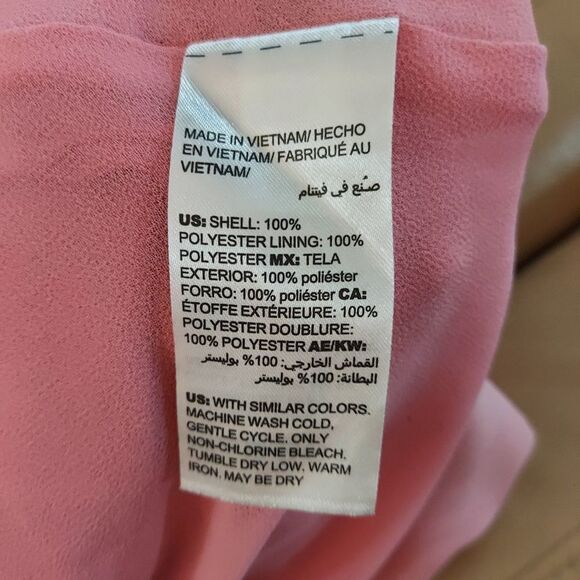 MADE IN VIETNAM/ HECHO
EN VIETNAM/ FABRIQUÉ AU
VIETNAM/
صنع في فيتنام
US: SHELL: 100%
POLYESTER LINING: 100%
POLYESTER MX: TELA
EXTERIOR: 100% poliéster
FORRO: 100% poliéster CA:
ÉTOFFE EXTÉRIEURE: 100%
POLYESTER DOUBLURE:
100% POLYESTER AE/KW:
القماش الخارجي: 100% بوليستر
البطانة: 100% بوليستر
US: WITH SIMILAR COLORS.
MACHINE WASH COLD,
GENTLE CYCLE. ONLY
NON-CHLORINE BLEACH.
TUMBLE DRY LOW. WARM
IRON. MAY BE DRY